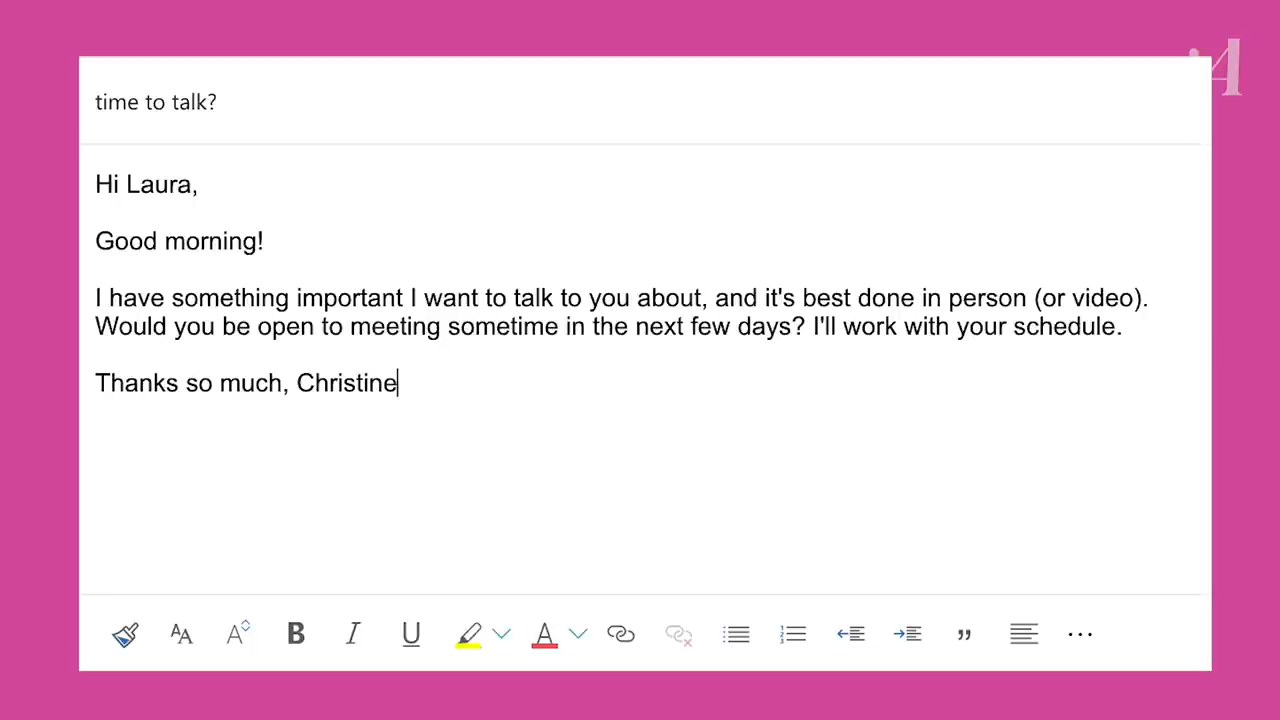 time to talk?
Hi Laura,
Good morning!
I have something important I want to talk to you about, and it's best done in person (or video).
Would you be open to meeting sometime in the next few days? I'll work with your schedule.
Thanks so much, Christine